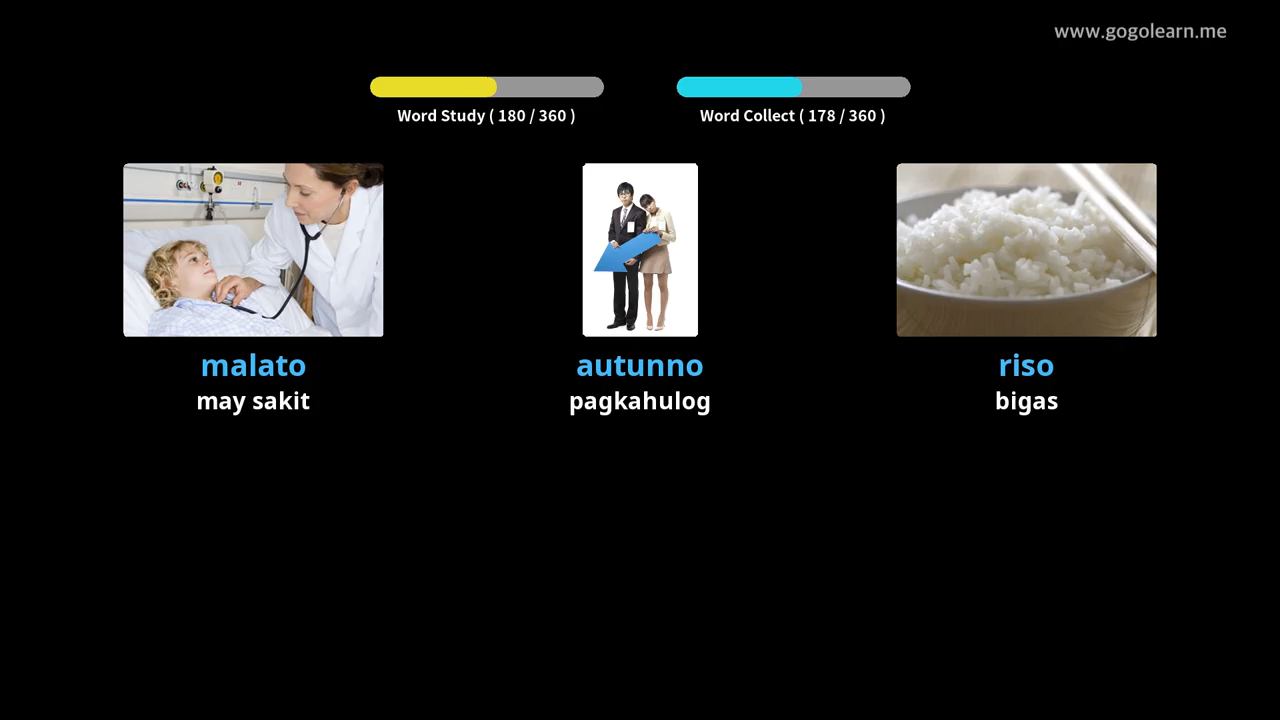 www.gogolearn.me
Word Study ( 180 / 360 )
Word Collect ( 178 / 360 )
malato
may sakit
autunno
pagkahulog
riso
bigas